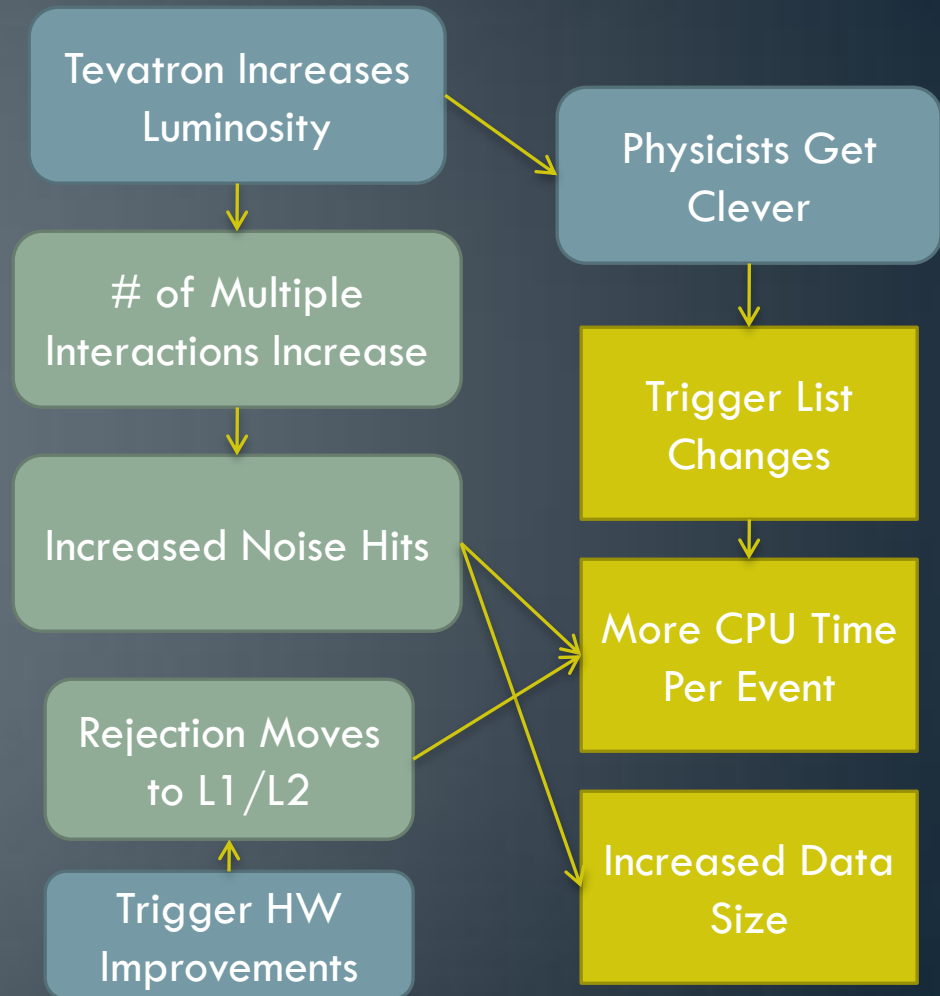 Tevatron Increases
Luminosity
Physicists Get
Clever
# of Multiple
Interactions Increase
Trigger List
Changes
Increased Noise Hits
More CPU Time
Per Event
Rejection Moves
to L1/L2
Increased Data
Size
Trigger HW
Improvements